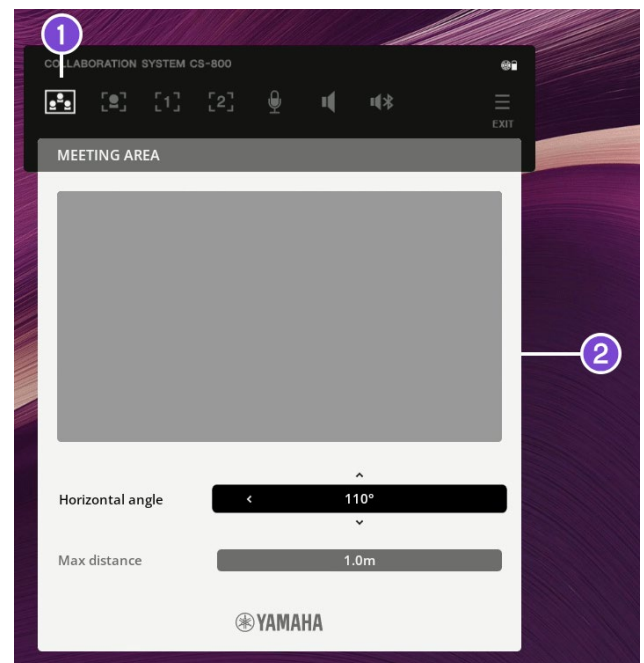 1
COLLABORATION SYSTEM CS-800
[1] [2]
EXIT
MEETING AREA
2
Horizontal angle < 110°
Max distance 1.0m
YAMAHA